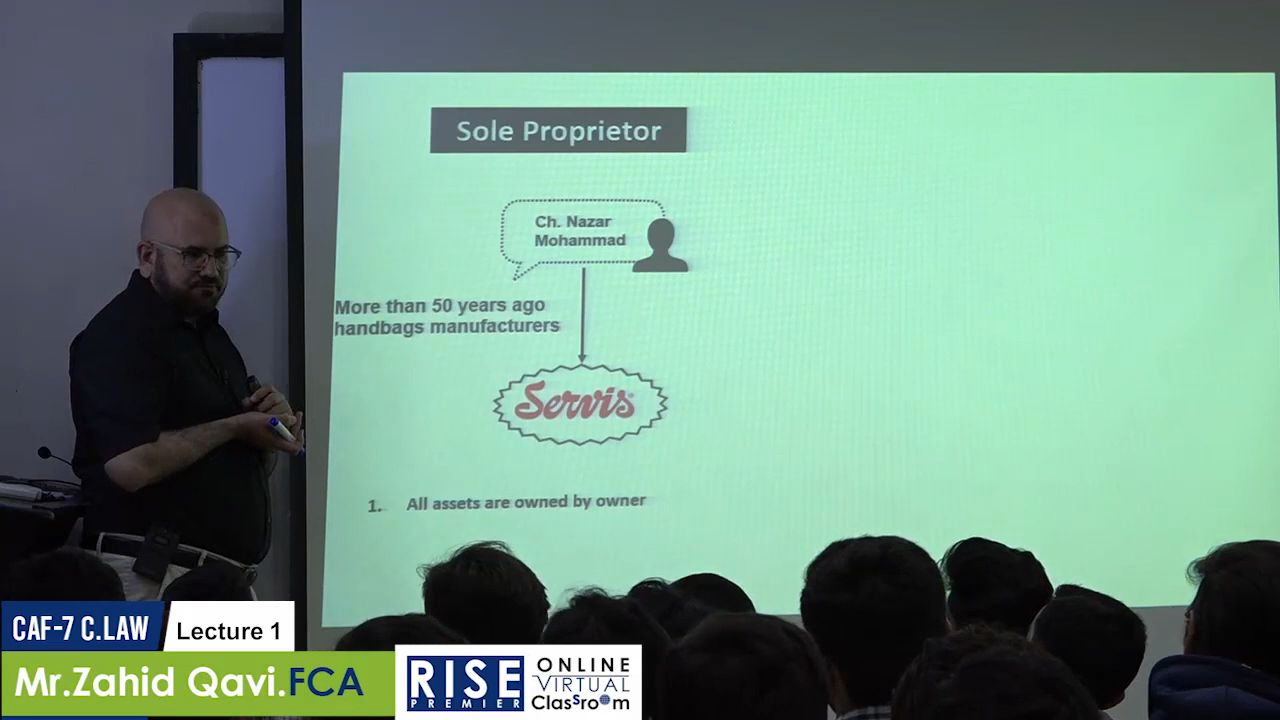 Sole Proprietor
Ch. Nazar
Mohammad
More than 50 years ago
handbags manufacturers
Servis
1. All assets are owned by owner
CAF-7 C.LAW
Lecture 1
Mr.Zahid Qavi.FCA
RISE
PREMIER
ONLINE
VIRTUAL
ClasSroom